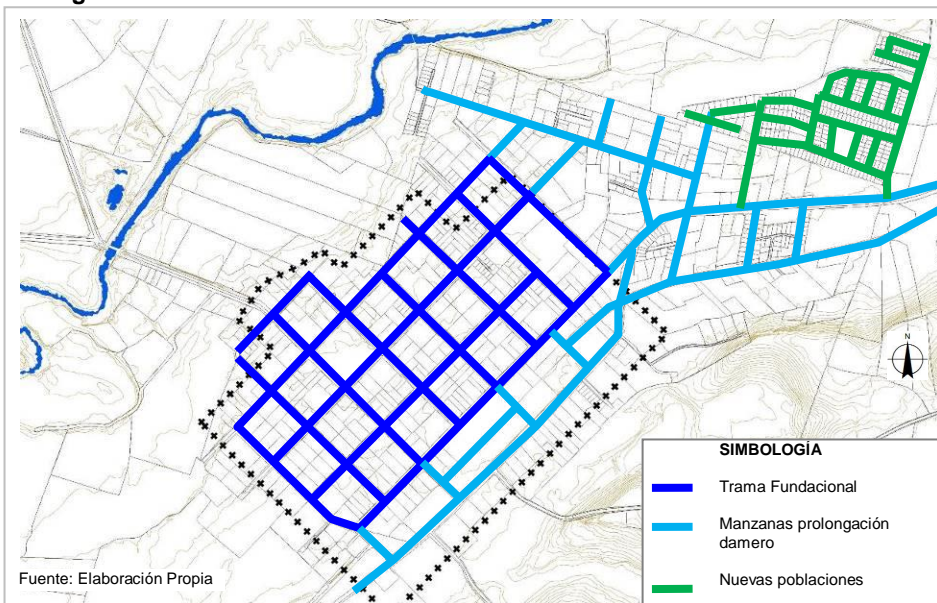 N
SIMBOLOGÍA
Trama Fundacional
Manzanas prolongación
damero
Nuevas poblaciones
Fuente: Elaboración Propia